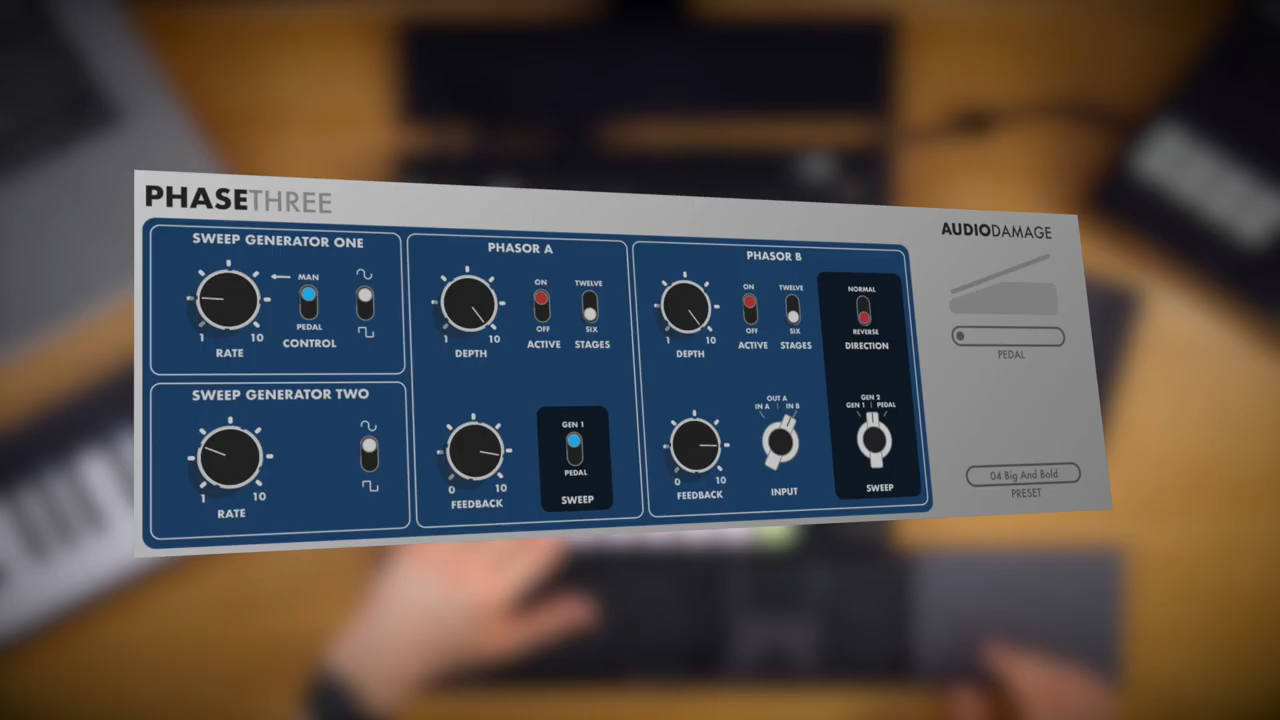 PHASETHREE
AUDIODAMAGE
SWEEP GENERATOR ONE
MAN
PEDAL
CONTROL
1 10
RATE
SWEEP GENERATOR TWO
1 10
RATE
PHASOR A
1 10
DEPTH
ON
OFF
ACTIVE
TWELVE
SIX
STAGES
0 10
FEEDBACK
GEN 1
PEDAL
SWEEP
PHASOR B
1 10
DEPTH
ON
OFF
ACTIVE
TWELVE
SIX
STAGES
NORMAL
REVERSE
DIRECTION
0 10
FEEDBACK
OUT A
IN A IN B
INPUT
GEN 2
GEN 1 PEDAL
SWEEP
PEDAL
04 Big And Bold
PRESET